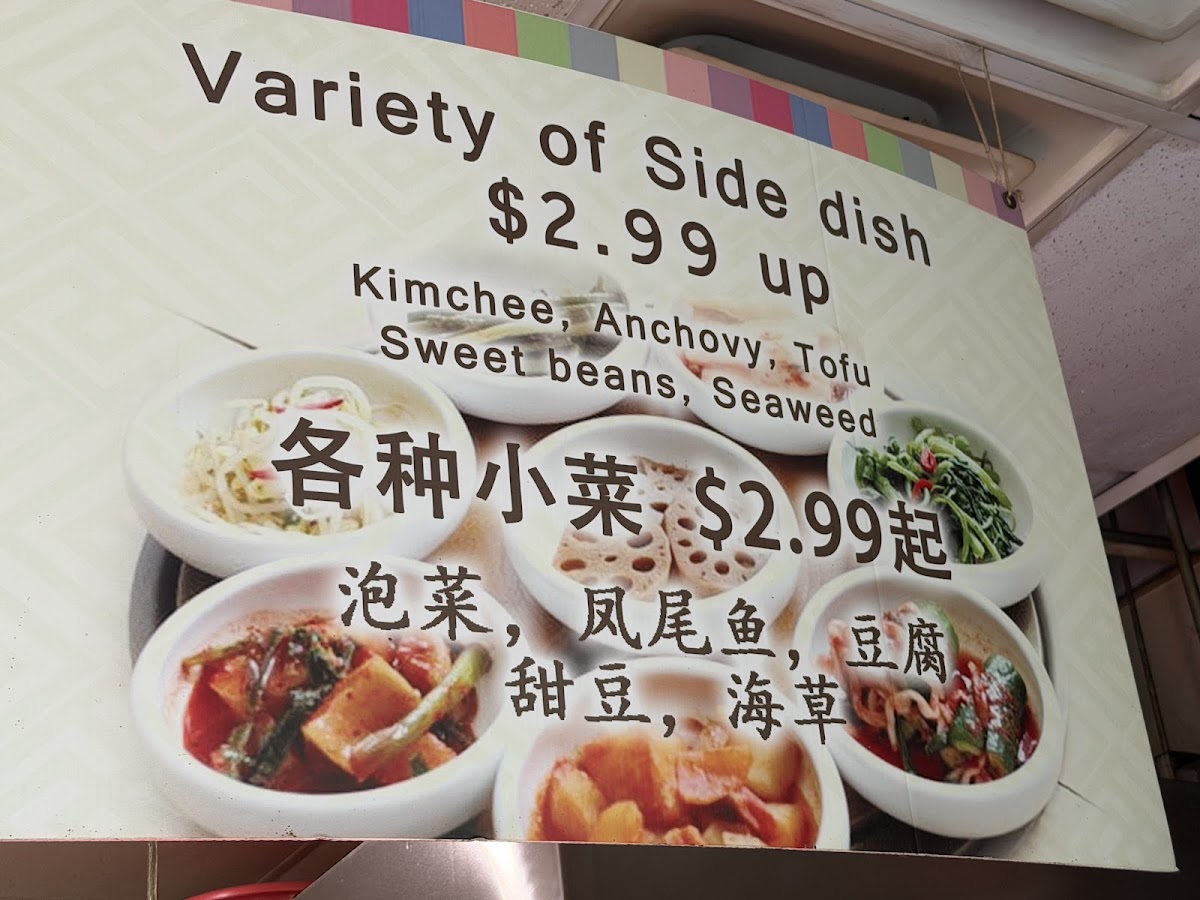 Variety of Side dish
$2.99 up
Kimchee, Anchovy, Tofu
Sweet beans, Seaweed
各种小菜 $2.99起
泡菜，凤尾鱼，豆腐
甜豆，海草